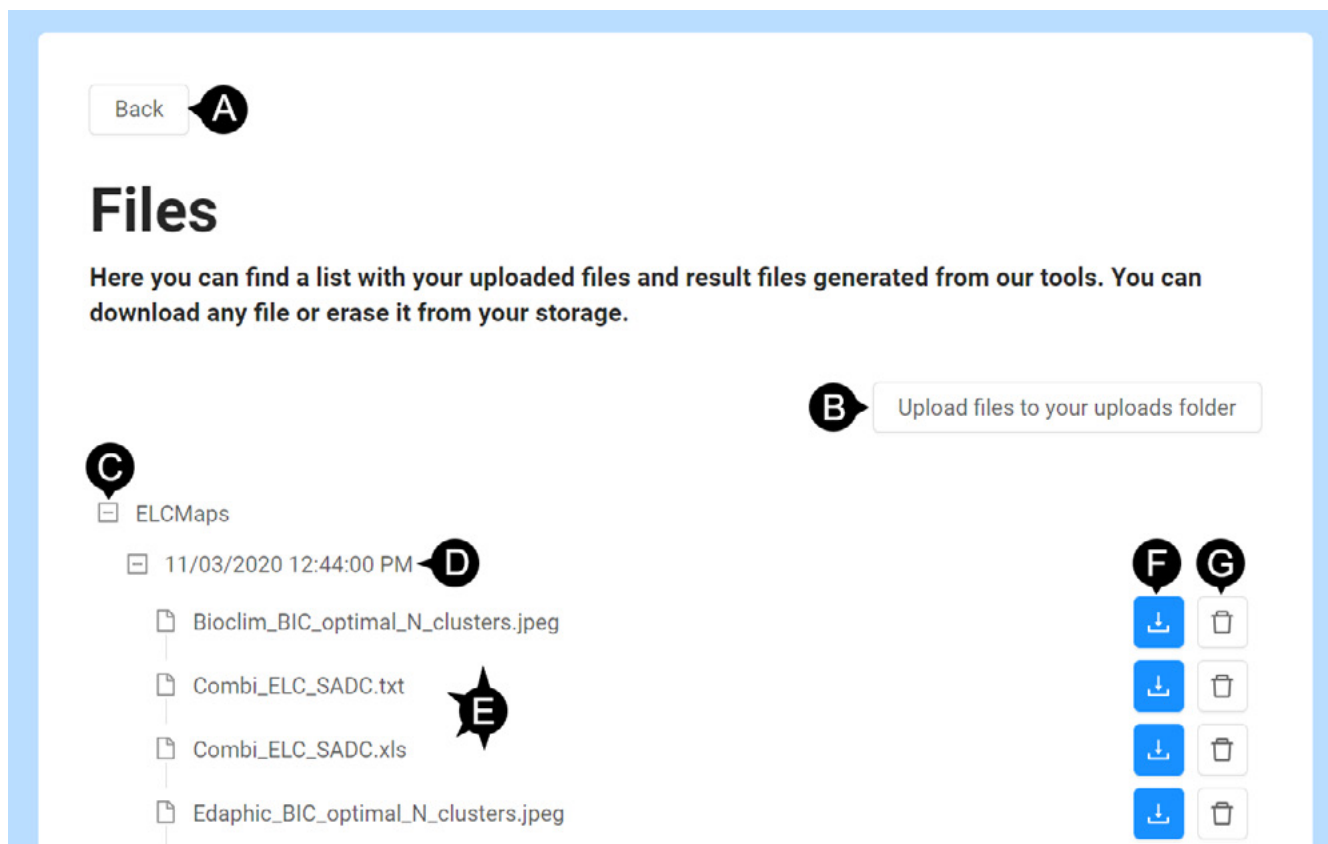 Back A
Files
Here you can find a list with your uploaded files and result files generated from our tools. You can
download any file or erase it from your storage.
B Upload files to your uploads folder
C
ELCMaps
11/03/2020 12:44:00 PM D F G
Bioclim_BIC_optimal_N_clusters.jpeg
Combi_ELC_SADC.txt
E
Combi_ELC_SADC.xls
Edaphic_BIC_optimal_N_clusters.jpeg